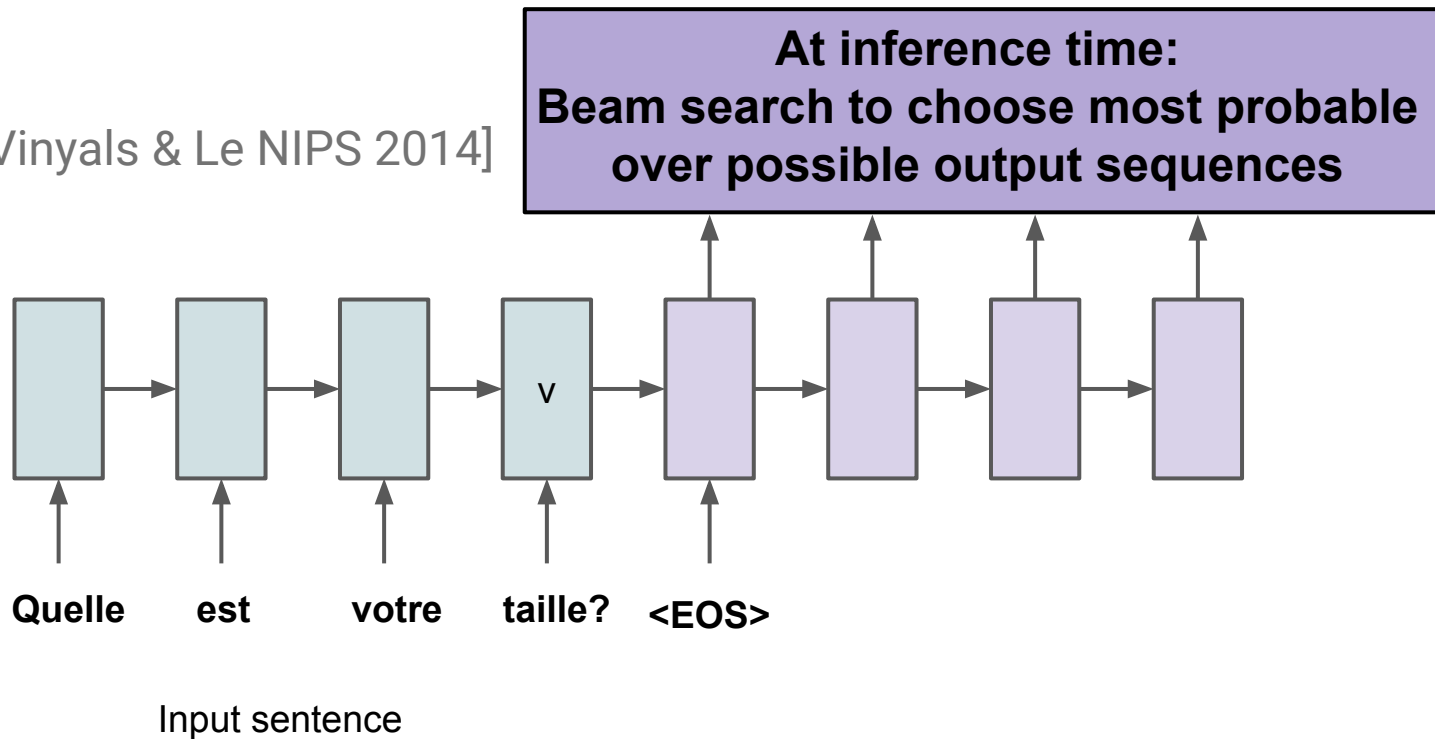 At inference time:
Beam search to choose most probable
over possible output sequences
Vinyals & Le NIPS 2014]
v
Quelle est votre taille? <EOS>
Input sentence